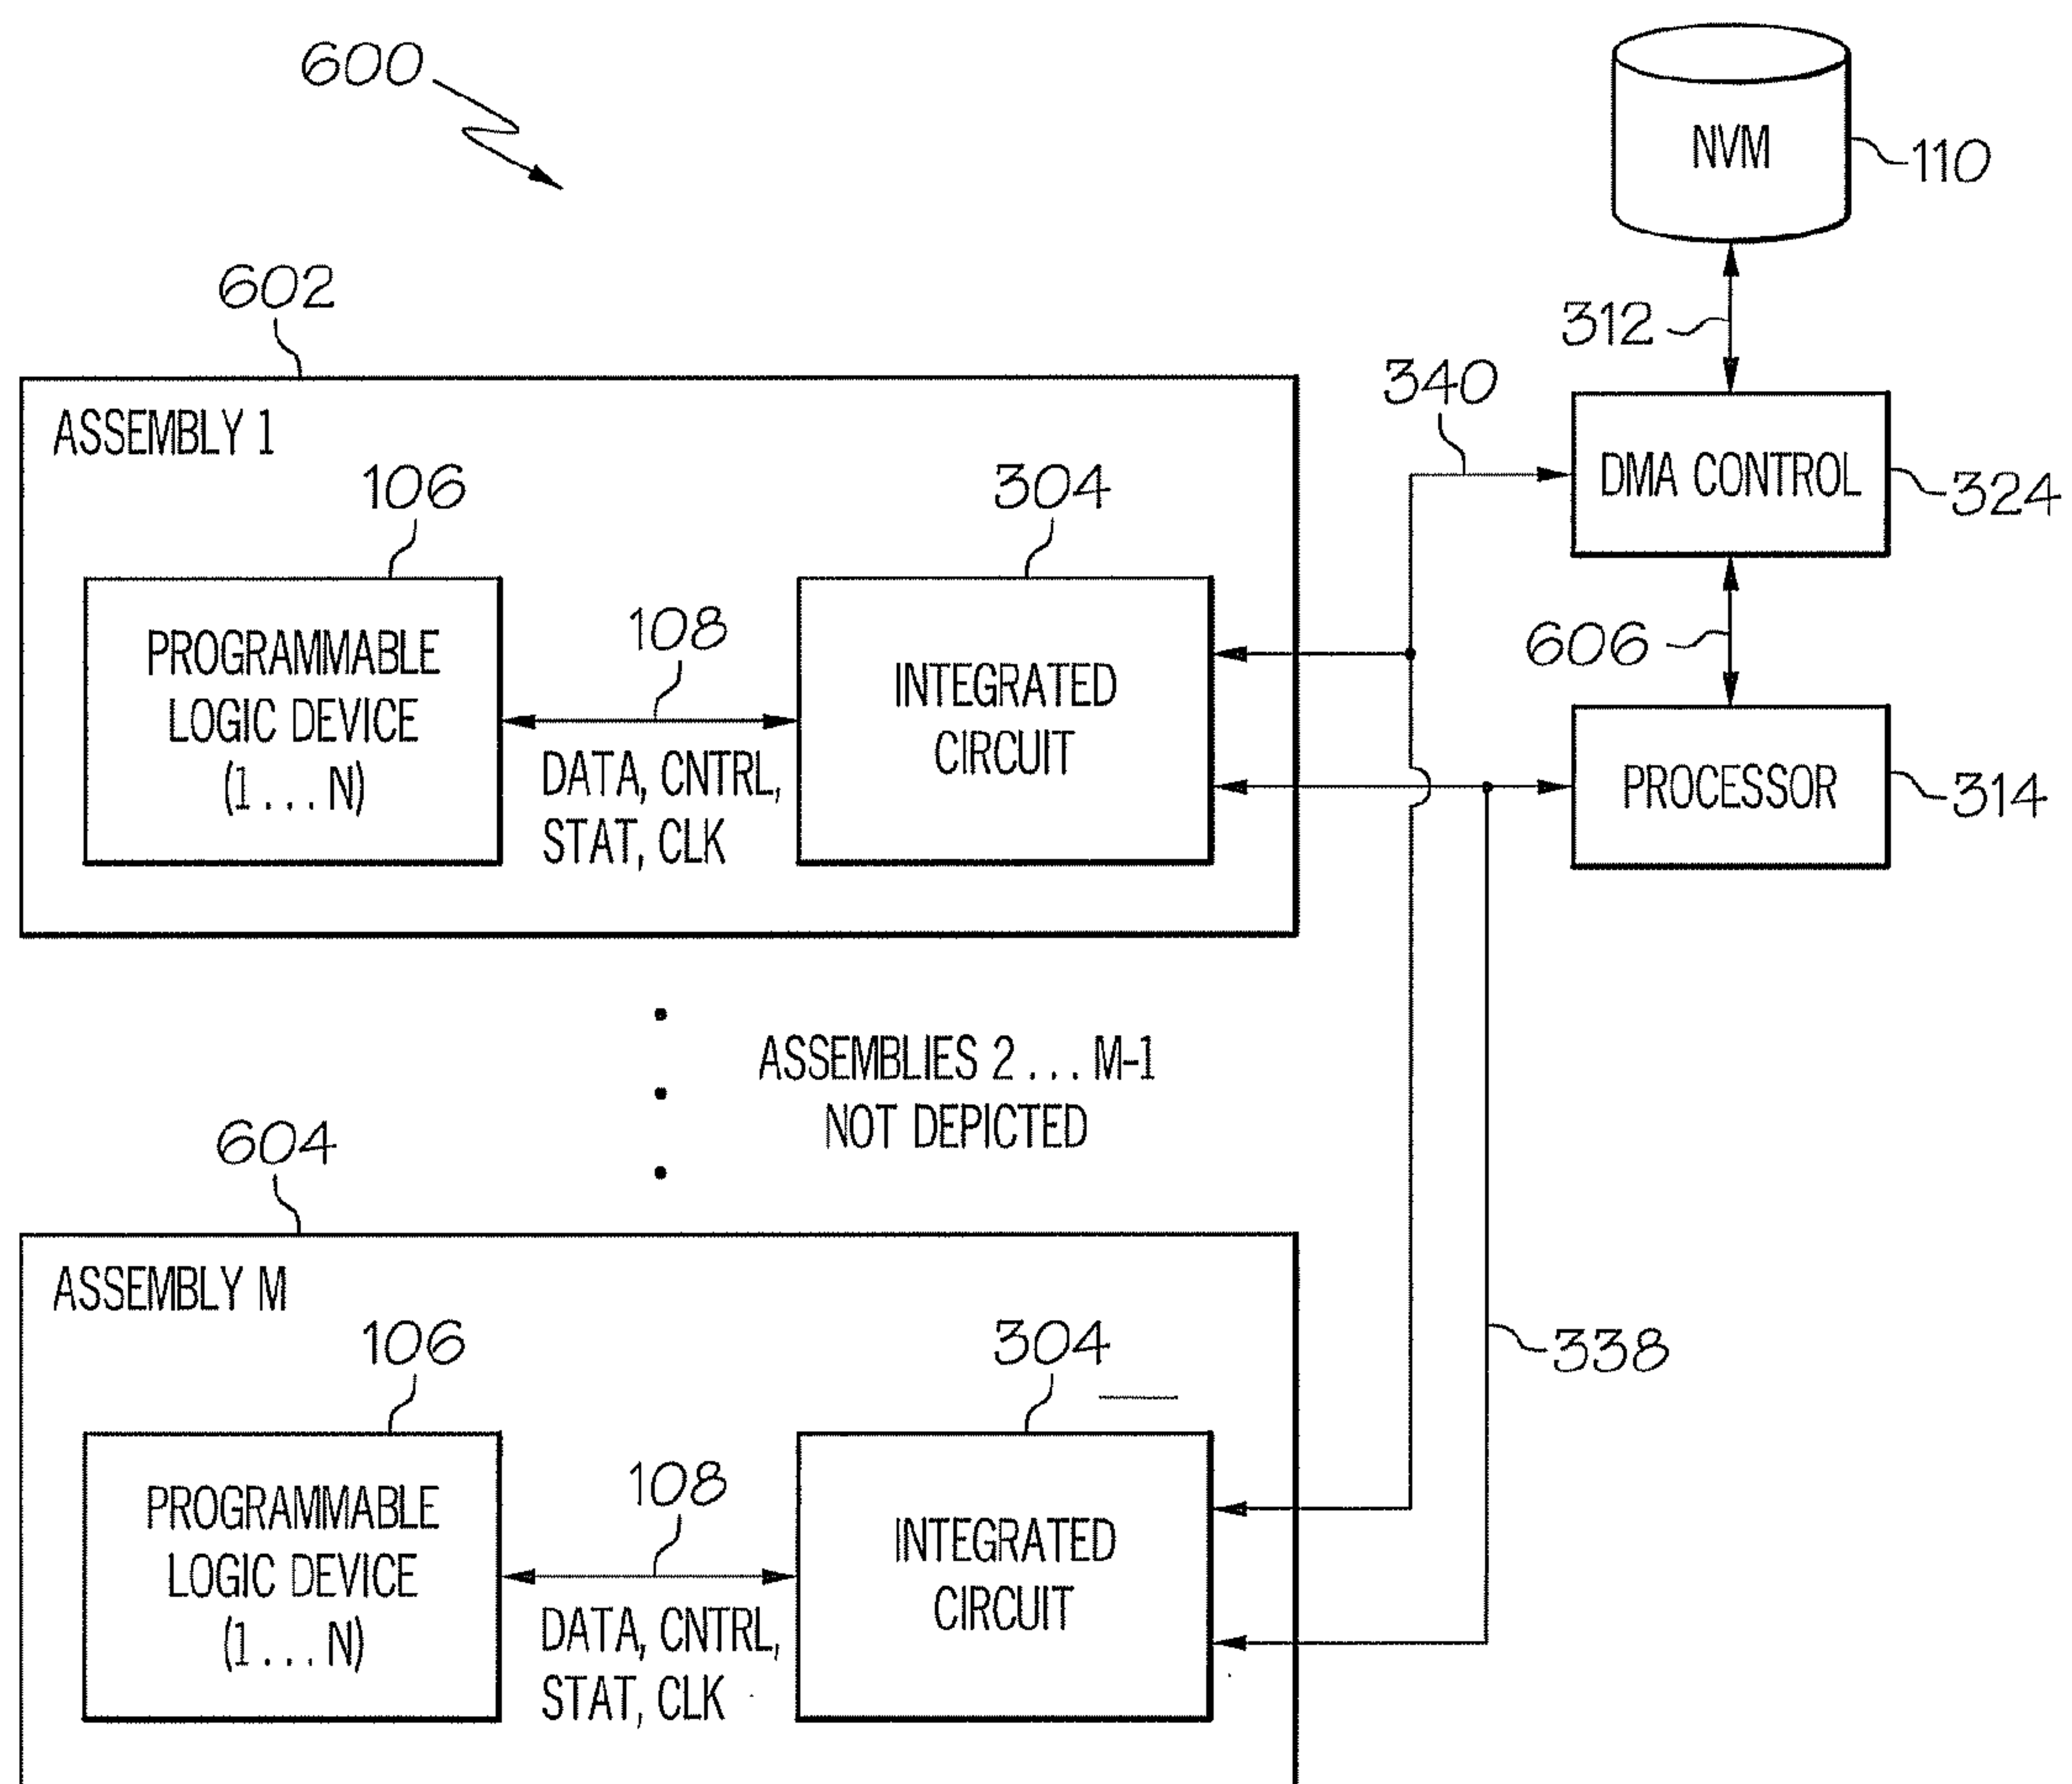 600
NVM
110
602
312
340
ASSEMBLY 1
DMA CONTROL
324
106
304
PROGRAMMABLE
LOGIC DEVICE
(1 . . . N)
108
DATA, CNTRL,
STAT, CLK
INTEGRATED
CIRCUIT
606
PROCESSOR
314
ASSEMBLIES 2 . . . M-1
NOT DEPICTED
604
ASSEMBLY M
106
304
338
PROGRAMMABLE
LOGIC DEVICE
(1 . . . N)
108
DATA, CNTRL,
STAT, CLK
INTEGRATED
CIRCUIT